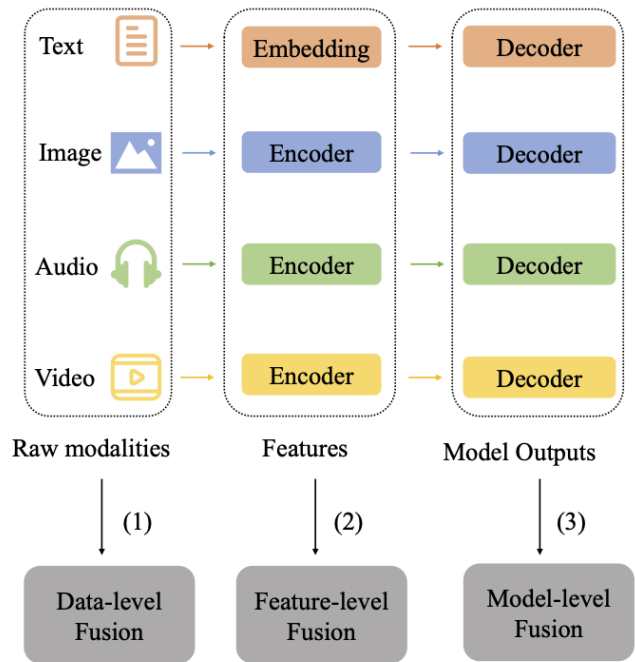 Text Embedding Decoder
Image Encoder Decoder
Audio Encoder Decoder
Video Encoder Decoder
Raw modalities Features Model Outputs
(1) (2) (3)
Data-level Fusion
Feature-level Fusion
Model-level Fusion